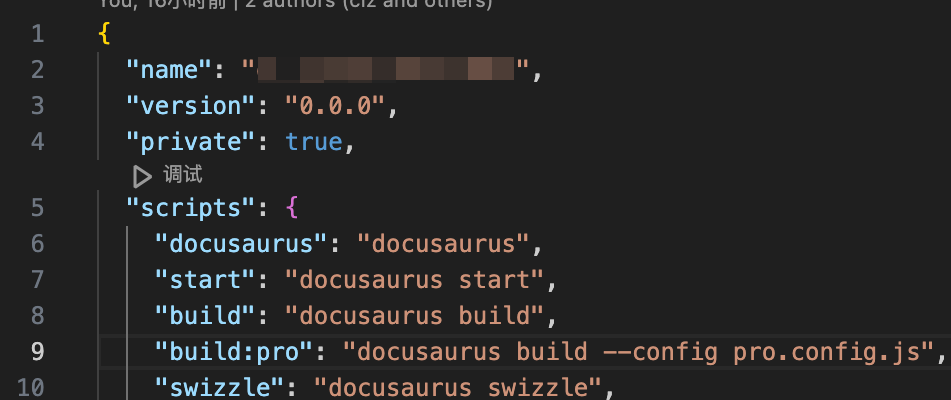 You, 16小时前 | 2 authors (clz and others)
1 {
2 "name": "",
3 "version": "0.0.0",
4 "private": true,
调试
5 "scripts": {
6 "docusaurus": "docusaurus",
7 "start": "docusaurus start",
8 "build": "docusaurus build",
9 "build:pro": "docusaurus build --config pro.config.js",
10 "swizzle": "docusaurus swizzle",